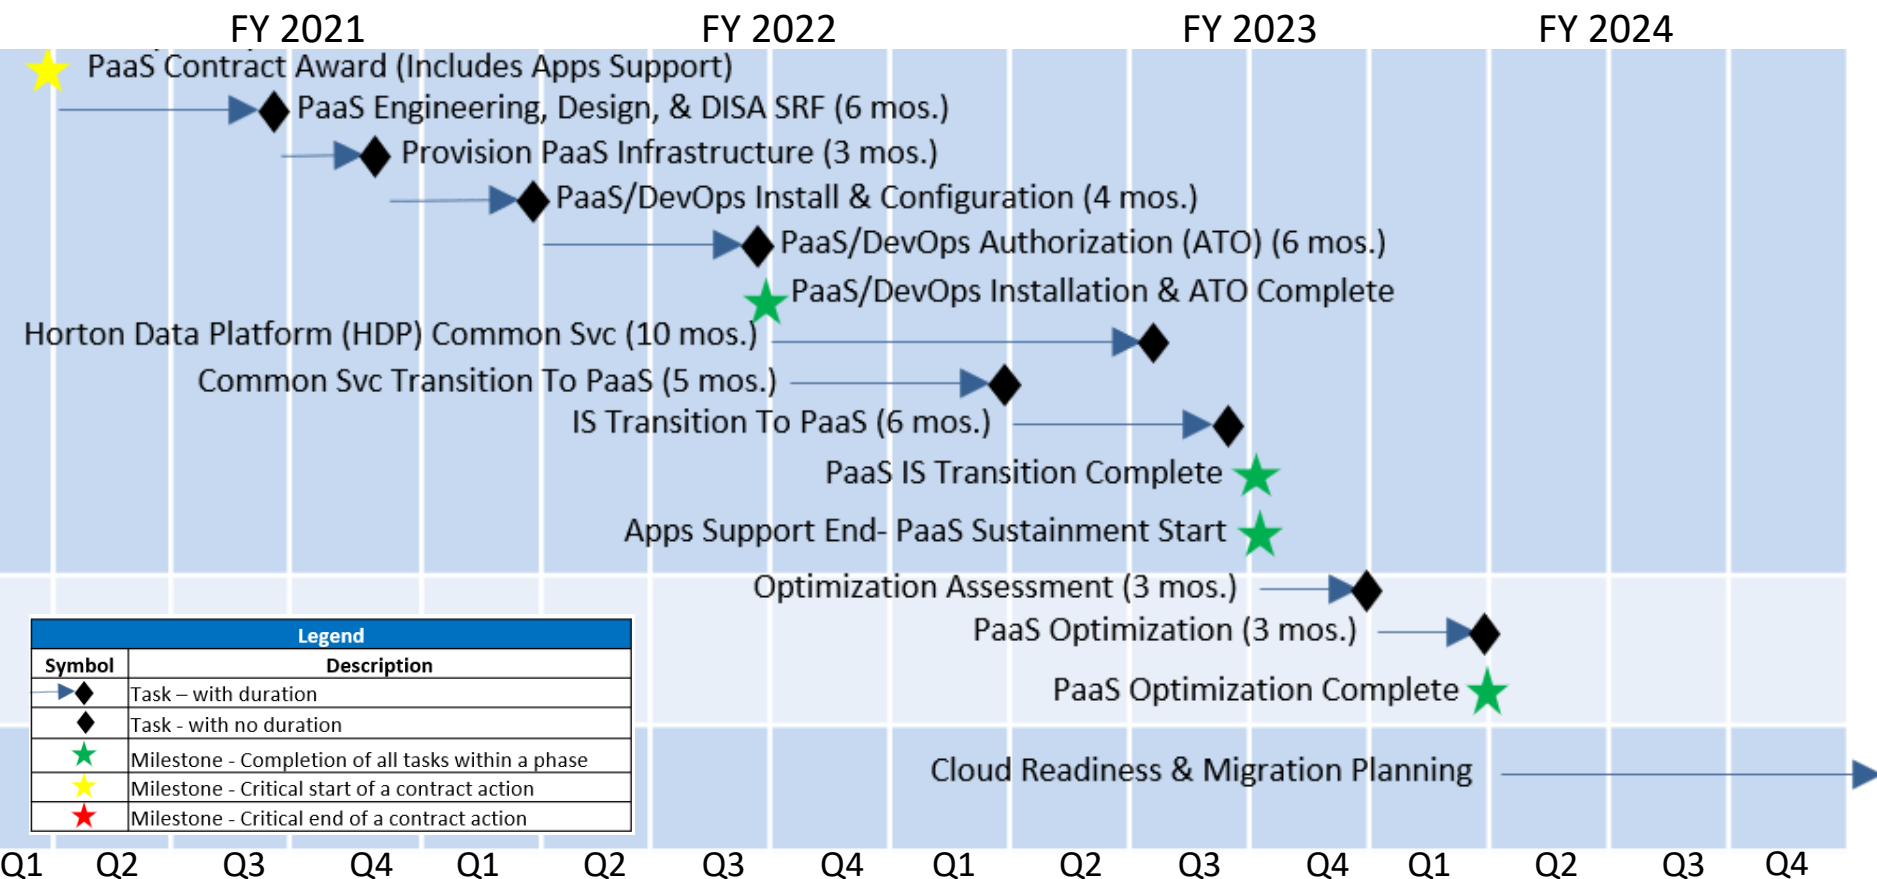 FY 2021 FY 2022 FY 2023 FY 2024
PaaS Contract Award (Includes Apps Support)
PaaS Engineering, Design, & DISA SRF (6 mos.)
Provision PaaS Infrastructure (3 mos.)
PaaS/DevOps Install & Configuration (4 mos.)
PaaS/DevOps Authorization (ATO) (6 mos.)
PaaS/DevOps Installation & ATO Complete
Horton Data Platform (HDP) Common Svc (10 mos.)
Common Svc Transition To PaaS (5 mos.)
IS Transition To PaaS (6 mos.)
PaaS IS Transition Complete
Apps Support End- PaaS Sustainment Start
Optimization Assessment (3 mos.)
PaaS Optimization (3 mos.)
PaaS Optimization Complete
Cloud Readiness & Migration Planning
Legend
Symbol Description
Task – with duration
Task - with no duration
Milestone - Completion of all tasks within a phase
Milestone - Critical start of a contract action
Milestone - Critical end of a contract action
Q1 Q2 Q3 Q4 Q1 Q2 Q3 Q4 Q1 Q2 Q3 Q4 Q1 Q2 Q3 Q4